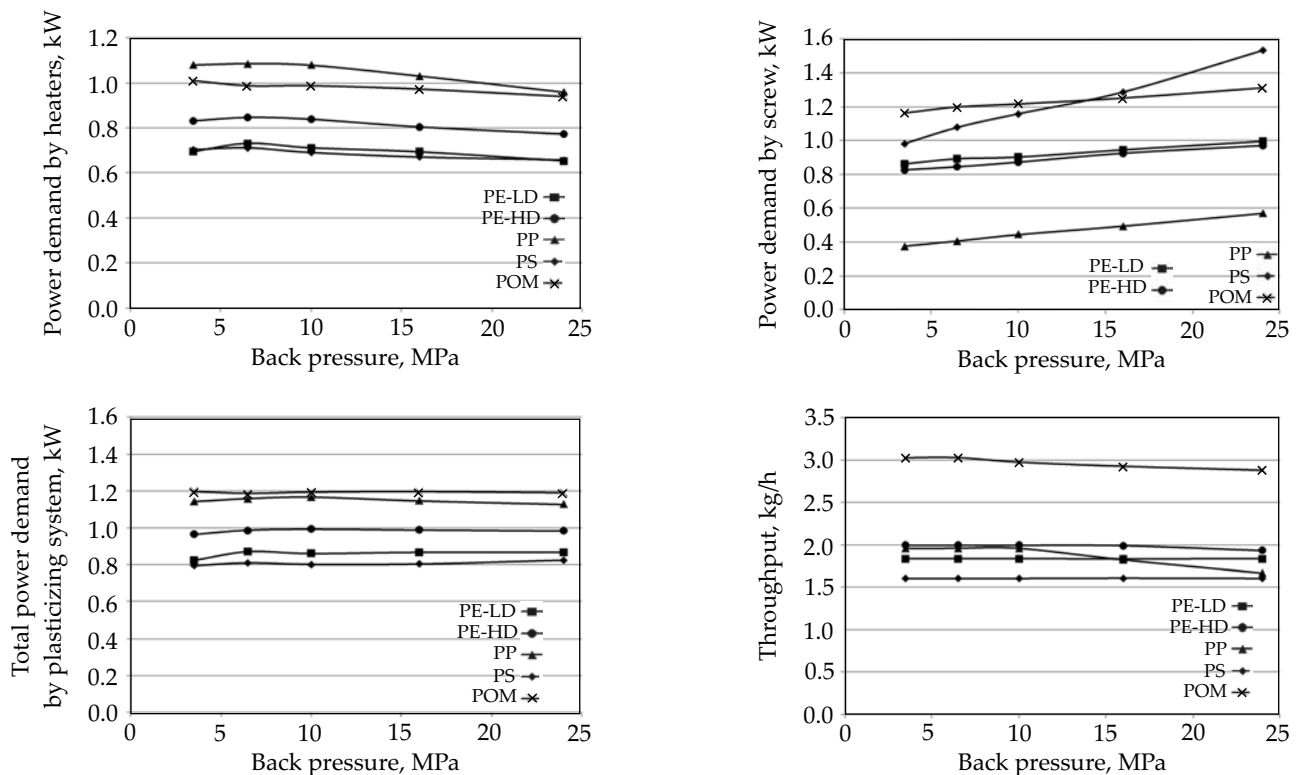 Power demand by heaters, kW
1.2
1.0
0.8
0.6
0.4
0.2
0.0
PE-LD
PE-HD
PP
PS
POM
0 5 10 15 20 25
Back pressure, MPa
Power demand by screw, kW
1.6
1.4
1.2
1.0
0.8
0.6
0.4
0.2
0.0
PE-LD
PE-HD
PP
PS
POM
0 5 10 15 20 25
Back pressure, MPa
Total power demand
by plasticizing system, kW
1.6
1.4
1.2
1.0
0.8
0.6
0.4
0.2
0.0
PE-LD
PE-HD
PP
PS
POM
0 5 10 15 20 25
Back pressure, MPa
Throughput, kg/h
3.5
3.0
2.5
2.0
1.5
1.0
0.5
0.0
PE-LD
PE-HD
PP
PS
POM
0 5 10 15 20 25
Back pressure, MPa